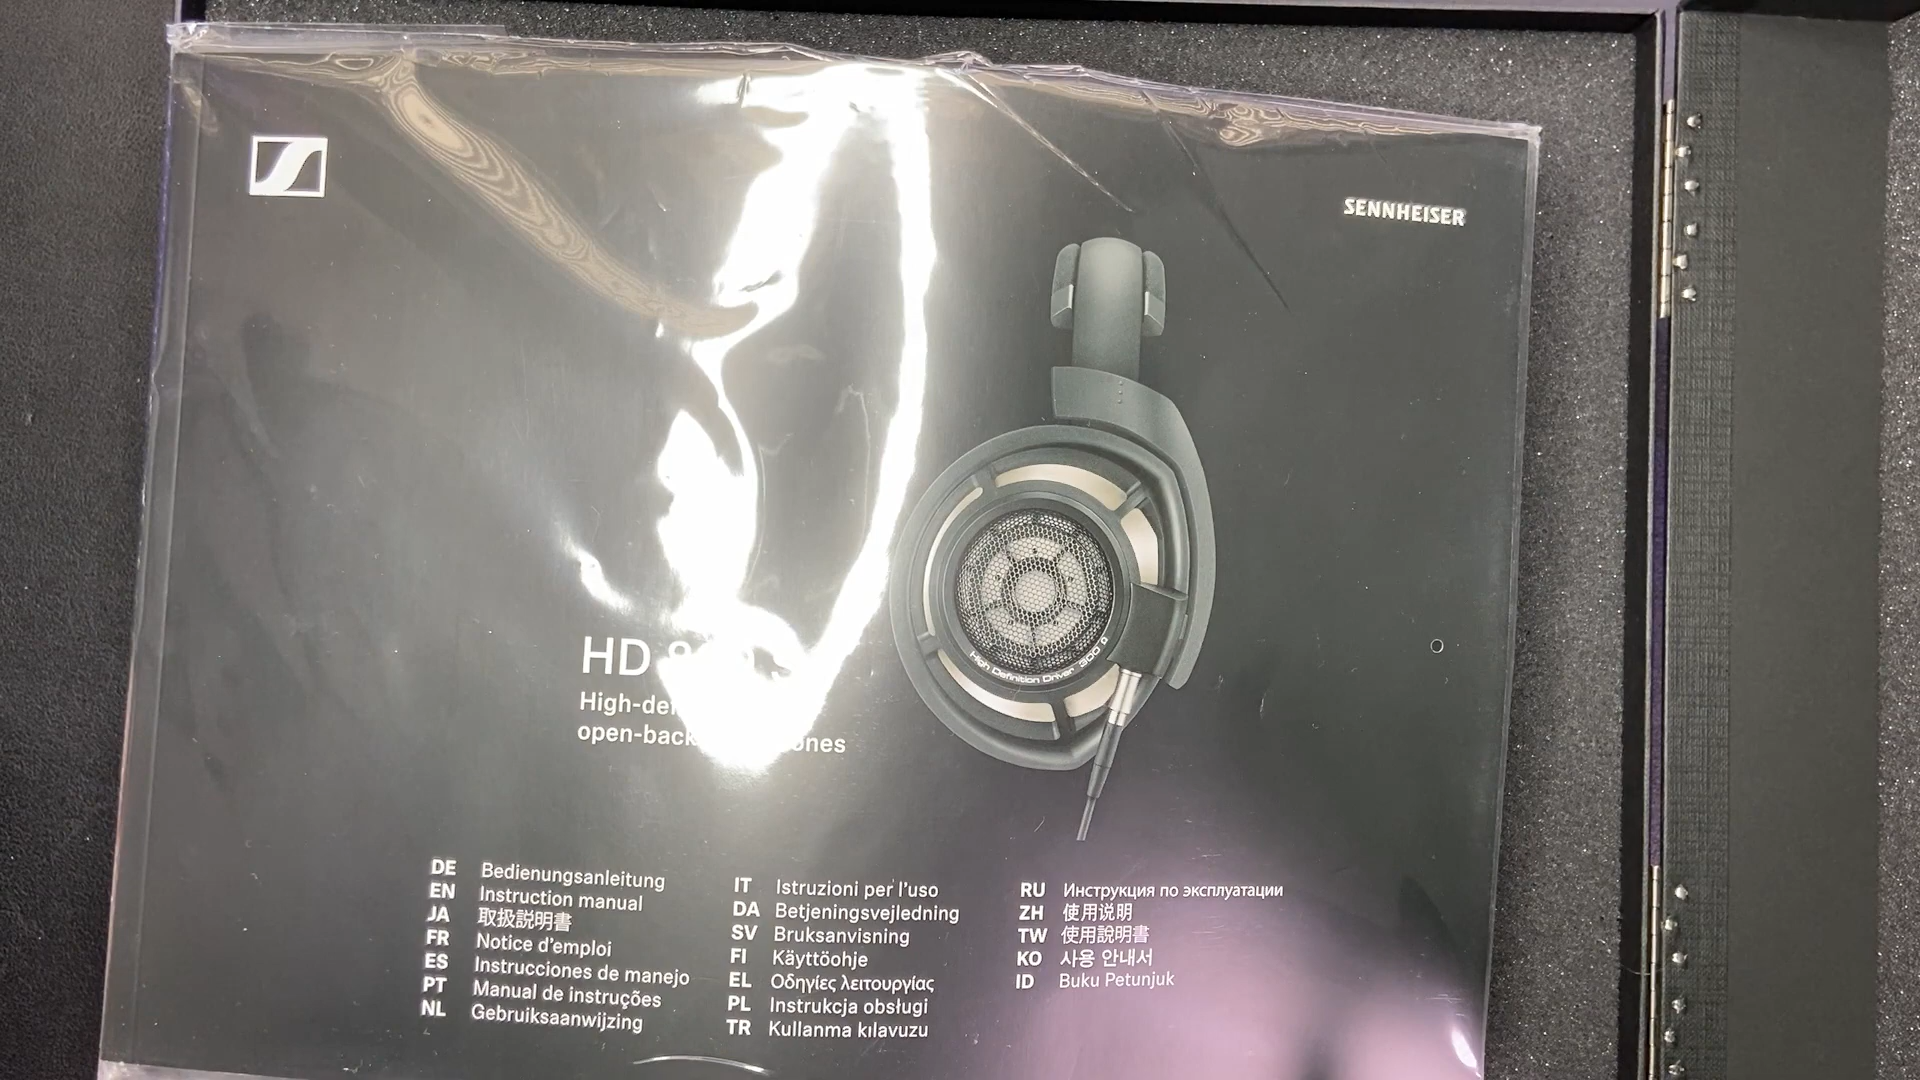 SENNHEISER
HD
High Definition Driver 300 Ω
open-back
DE Bedienungsanleitung
EN Instruction manual
JA 取扱説明書
FR Notice d'emploi
ES Instrucciones de manejo
PT Manual de instruções
NL Gebruiksaanwijzing
IT Istruzioni per l'uso
DA Betjeningsvejledning
SV Bruksanvisning
FI Käyttöohje
EL Οδηγίες λειτουργίας
PL Instrukcja obsługi
TR Kullanma kılavuzu
RU Инструкция по эксплуатации
ZH 使用说明
TW 使用說明書
KO 사용 안내서
ID Buku Petunjuk